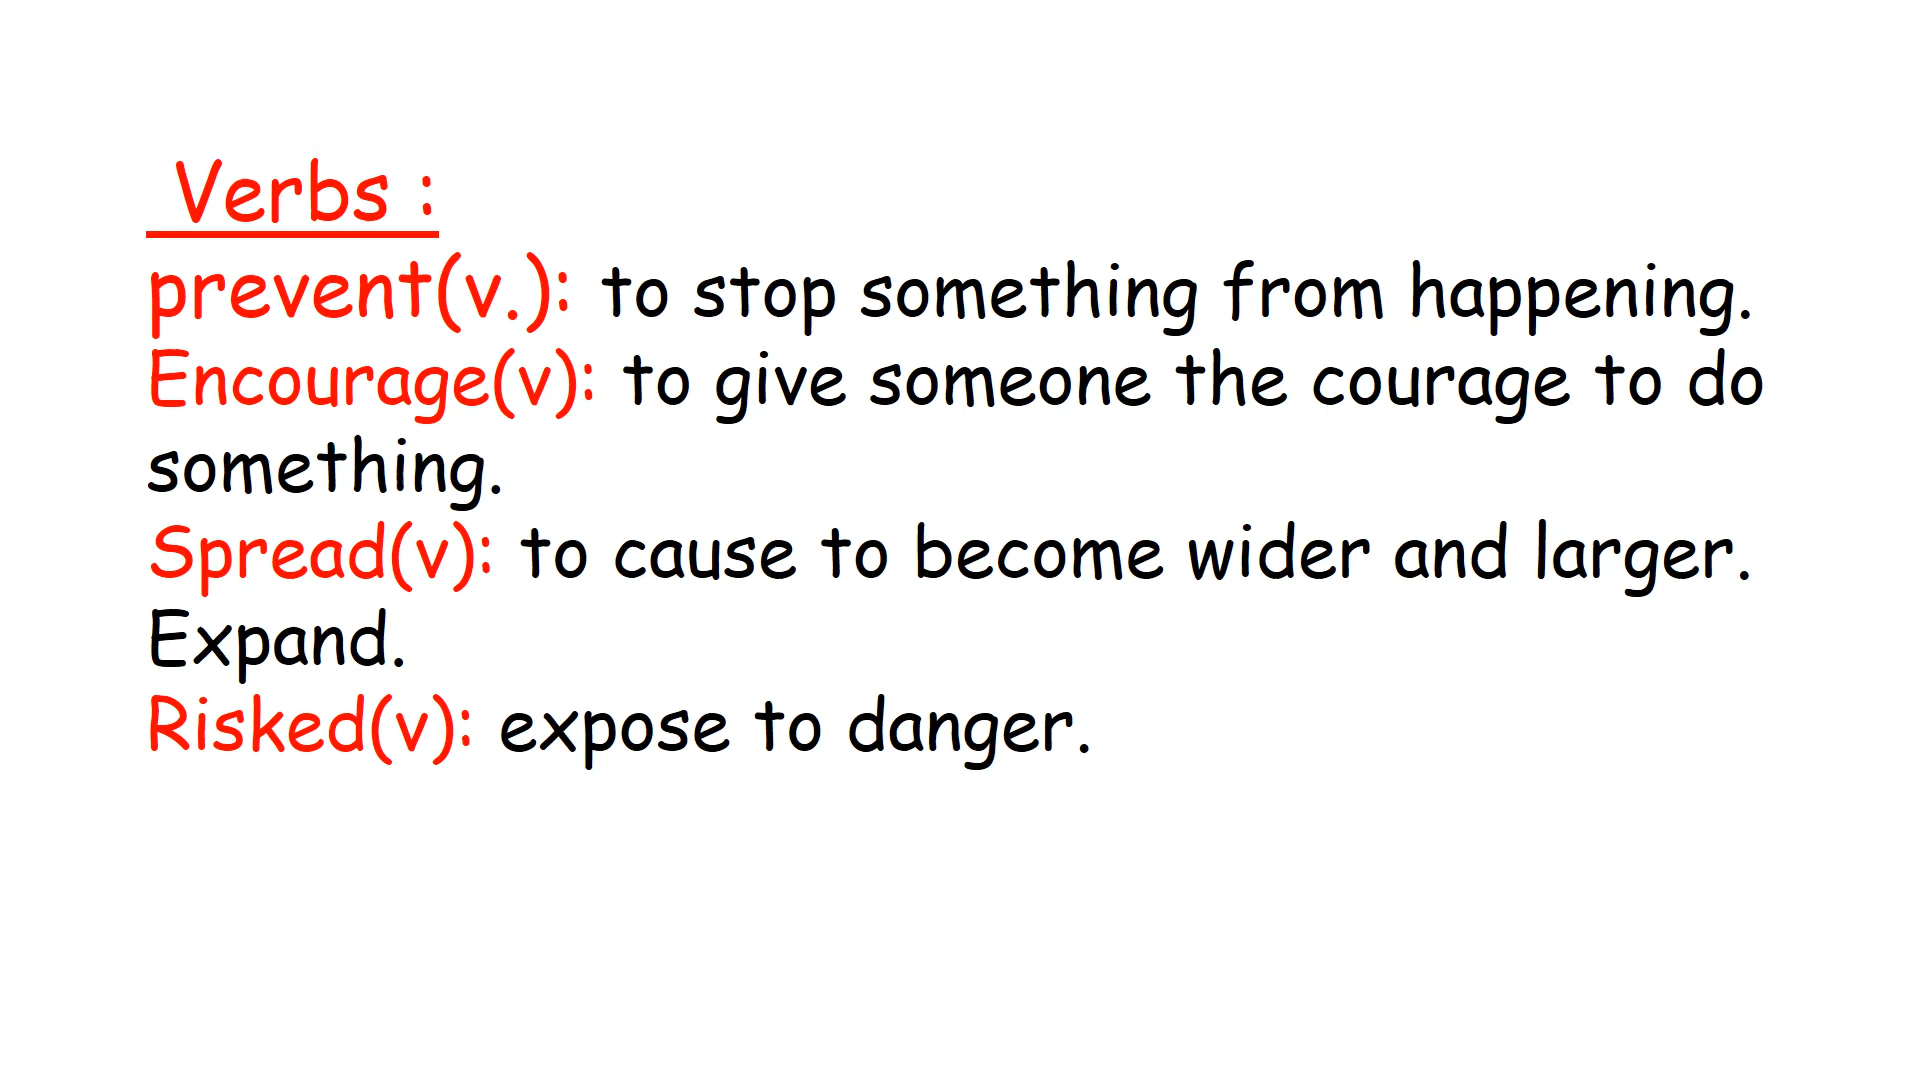 Verbs :
prevent(v.): to stop something from happening.
Encourage(v): to give someone the courage to do
something.
Spread(v): to cause to become wider and larger.
Expand.
Risked(v): expose to danger.